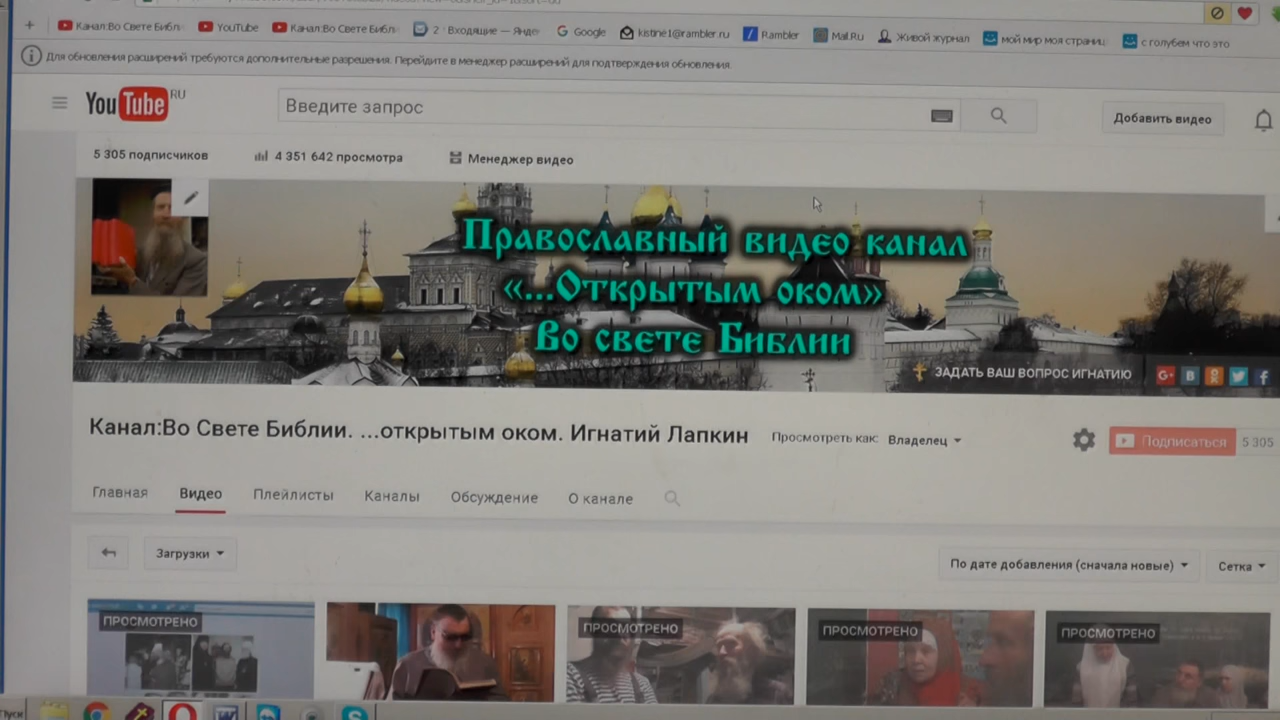 Канал:Во Свете Библи
YouTube
Канал:Во Свете Библи
2 · Входящие — Янде
Google
kistine1@rambler.ru
Rambler
Mail.Ru
Живой журнал
мой мир моя страниц
с голубем что это
Для обновления расширений требуются дополнительные разрешения. Перейдите в менеджер расширений для подтверждения обновления.
YouTube RU
Введите запрос
Добавить видео
5 305 подписчиков
4 351 642 просмотра
Менеджер видео
Православный видео канал
«...Открытым оком»
Во свете Библии
ЗАДАТЬ ВАШ ВОПРОС ИГНАТИЮ
Канал:Во Свете Библии. ...открытым оком. Игнатий Лапкин
Просмотреть как: Владелец
Подписаться 5 305
Главная Видео Плейлисты Каналы Обсуждение О канале
Загрузки
По дате добавления (сначала новые)
Сетка
ПРОСМОТРЕНО
ПРОСМОТРЕНО
ПРОСМОТРЕНО
ПРОСМОТРЕНО
Пуск